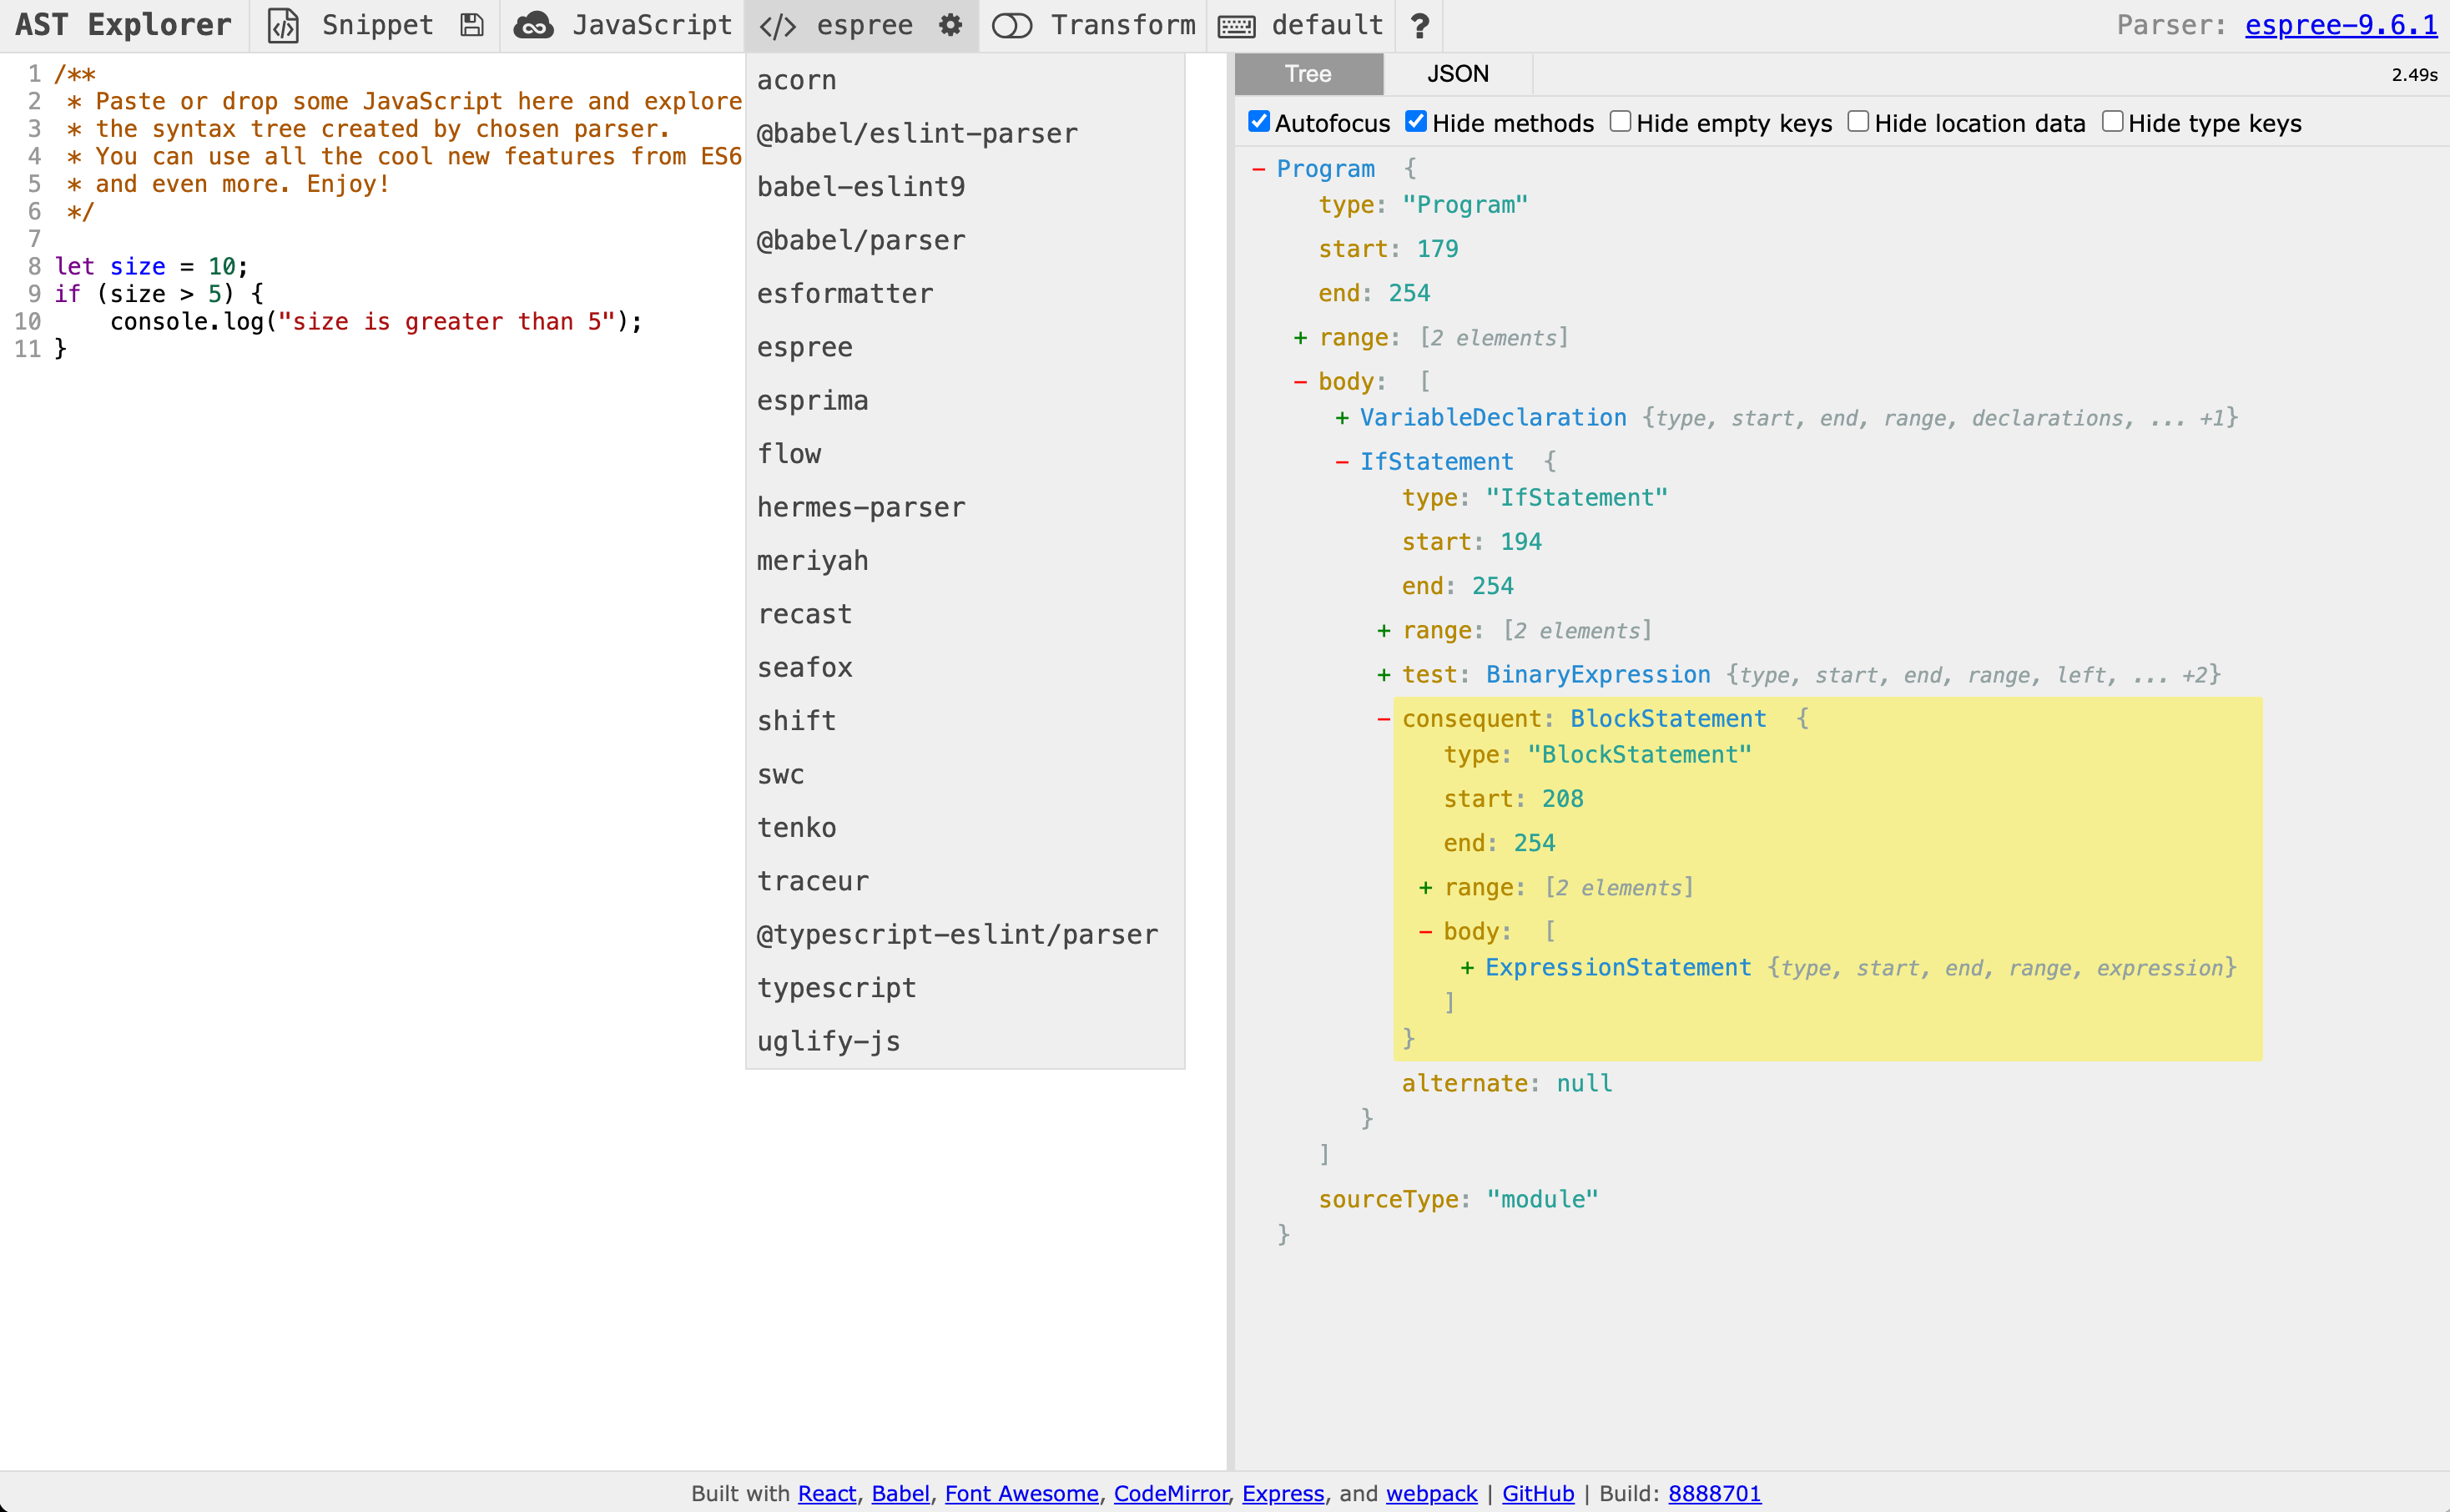 AST Explorer Snippet JavaScript </> espree Transform default ? Parser: espree-9.6.1
1 /**
2  * Paste or drop some JavaScript here and explore
3  * the syntax tree created by chosen parser.
4  * You can use all the cool new features from ES6
5  * and even more. Enjoy!
6  */
7
8 let size = 10;
9 if (size > 5) {
10     console.log("size is greater than 5");
11 }
acorn
@babel/eslint-parser
babel-eslint9
@babel/parser
esformatter
espree
esprima
flow
hermes-parser
meriyah
recast
seafox
shift
swc
tenko
traceur
@typescript-eslint/parser
typescript
uglify-js
Tree JSON 2.49s
Autofocus Hide methods Hide empty keys Hide location data Hide type keys
- Program {
type: "Program"
start: 179
end: 254
+ range: [2 elements]
- body: [
+ VariableDeclaration {type, start, end, range, declarations, ... +1}
- IfStatement {
type: "IfStatement"
start: 194
end: 254
+ range: [2 elements]
+ test: BinaryExpression {type, start, end, range, left, ... +2}
- consequent: BlockStatement {
type: "BlockStatement"
start: 208
end: 254
+ range: [2 elements]
- body: [
+ ExpressionStatement {type, start, end, range, expression}
]
}
alternate: null
}
]
sourceType: "module"
}
Built with React, Babel, Font Awesome, CodeMirror, Express, and webpack | GitHub | Build: 8888701